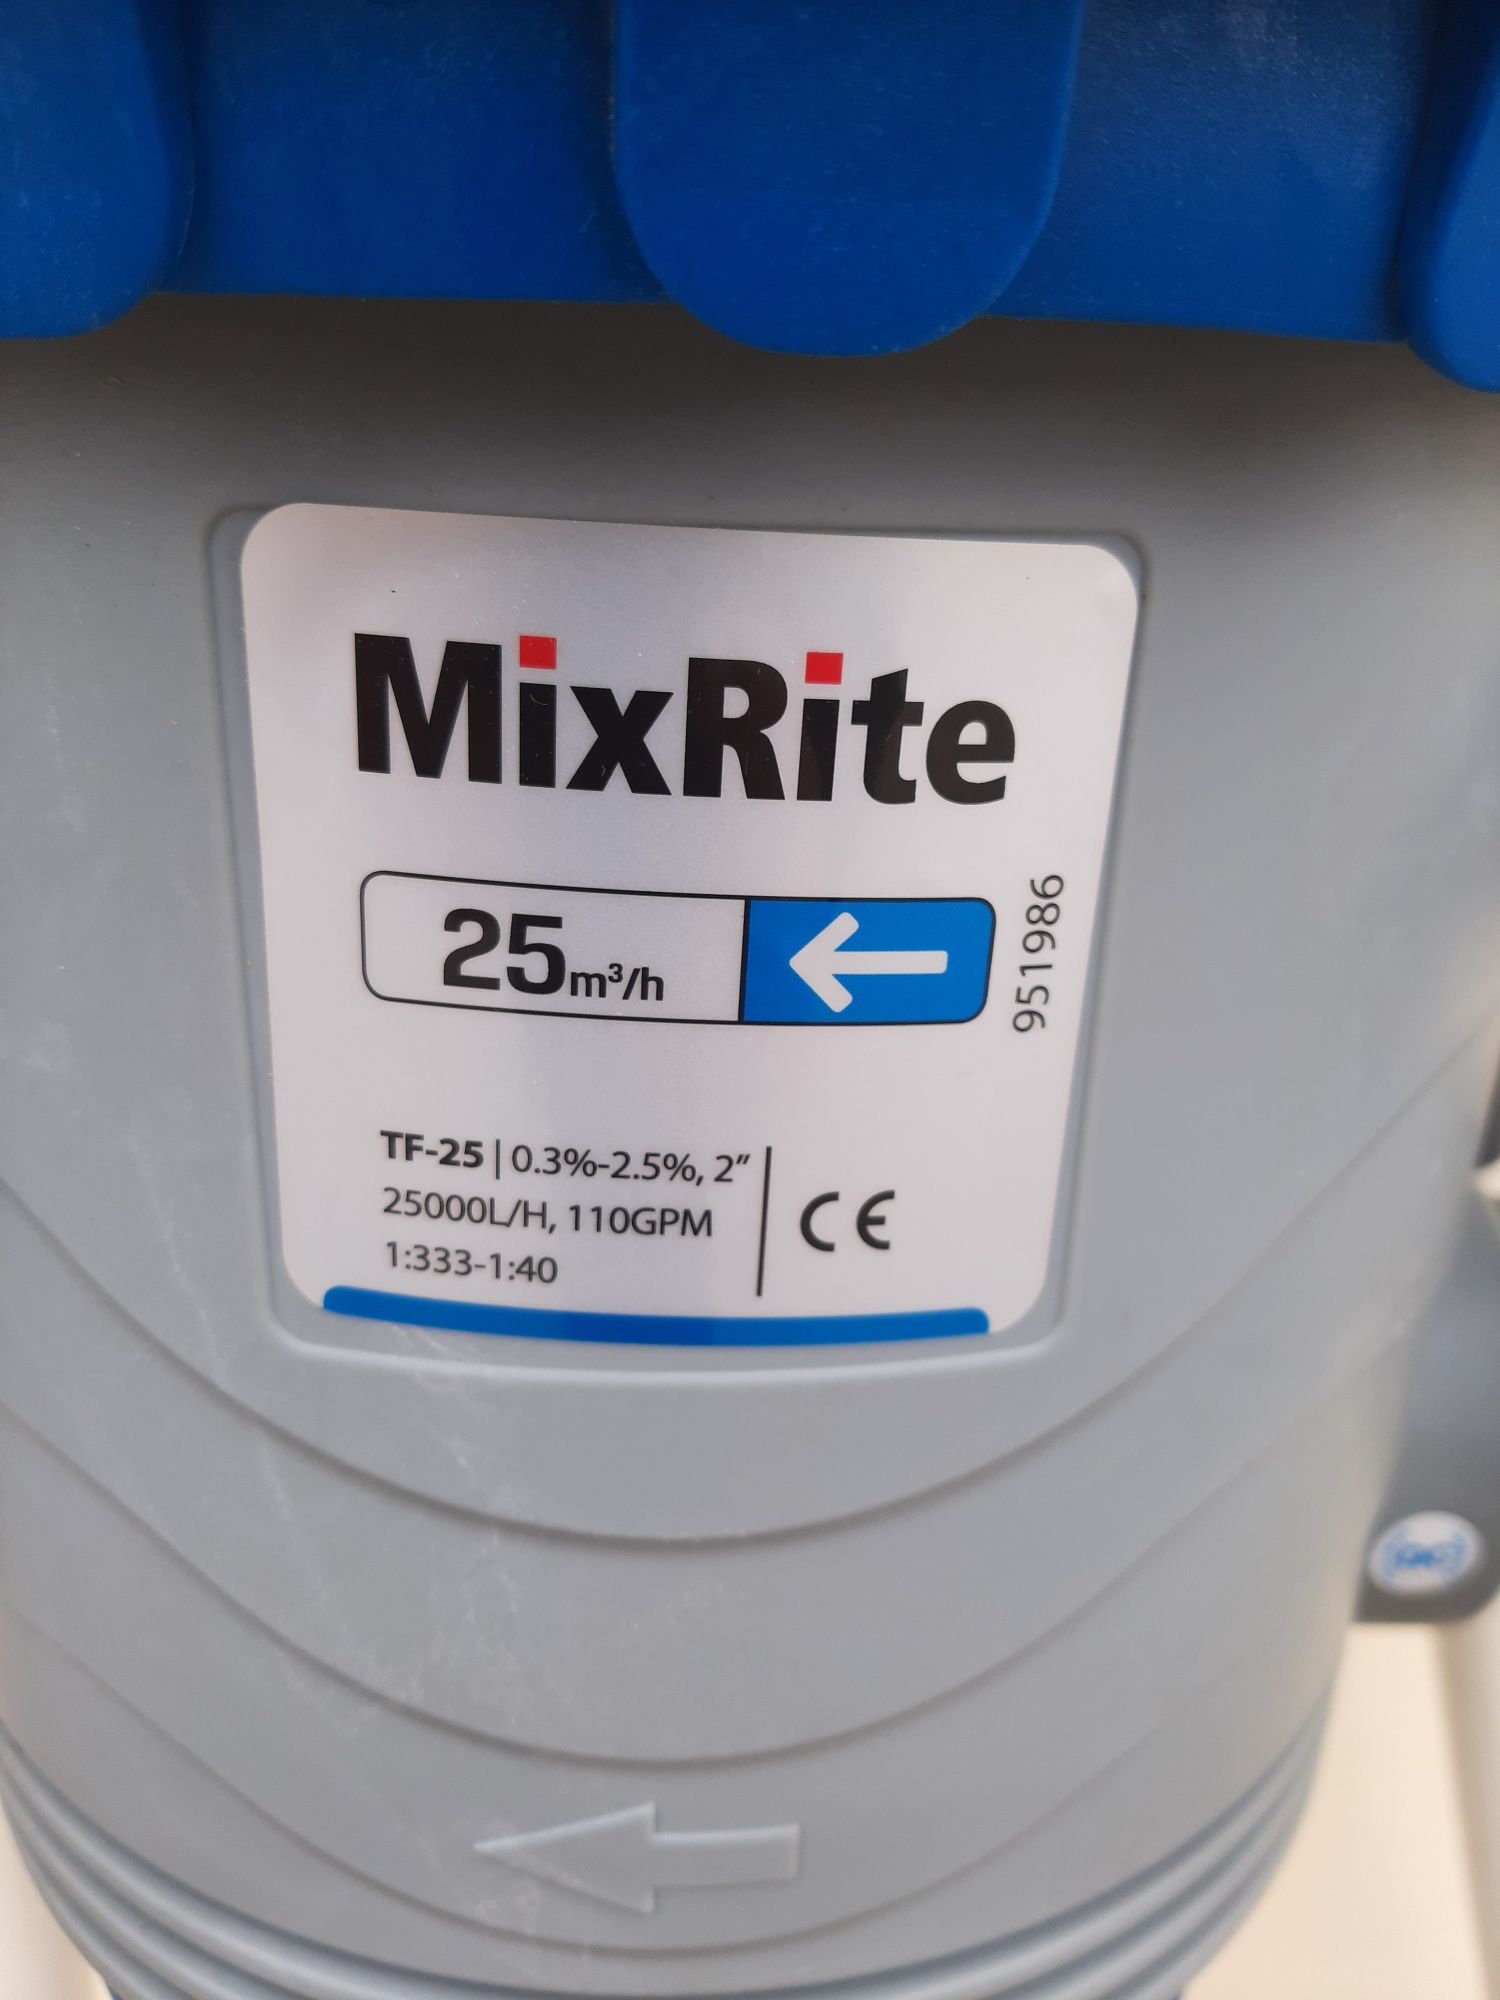 MixRite
25m³/h
951986
TF-25 | 0.3%-2.5%, 2”
25000L/H, 110GPM
1:333-1:40
CE